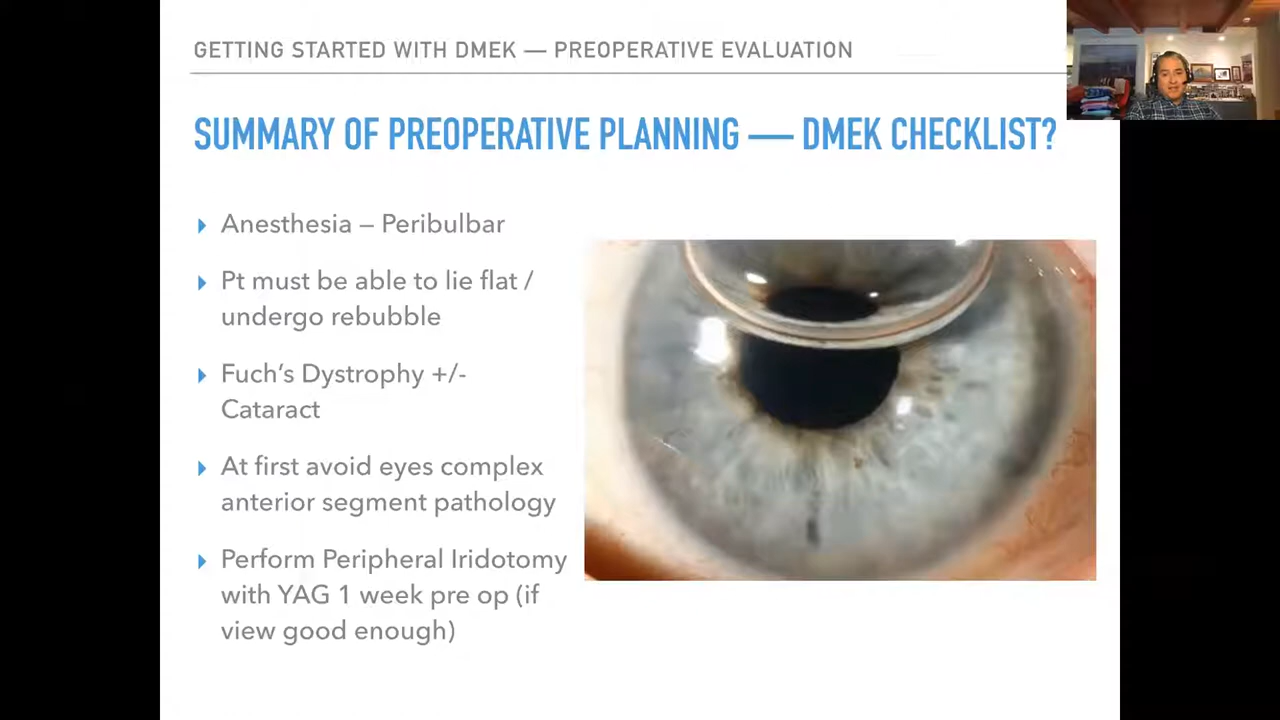 GETTING STARTED WITH DMEK — PREOPERATIVE EVALUATION
SUMMARY OF PREOPERATIVE PLANNING — DMEK CHECKLIST?
Anesthesia – Peribulbar
Pt must be able to lie flat /
undergo rebubble
Fuch's Dystrophy +/-
Cataract
At first avoid eyes complex
anterior segment pathology
Perform Peripheral Iridotomy
with YAG 1 week pre op (if
view good enough)